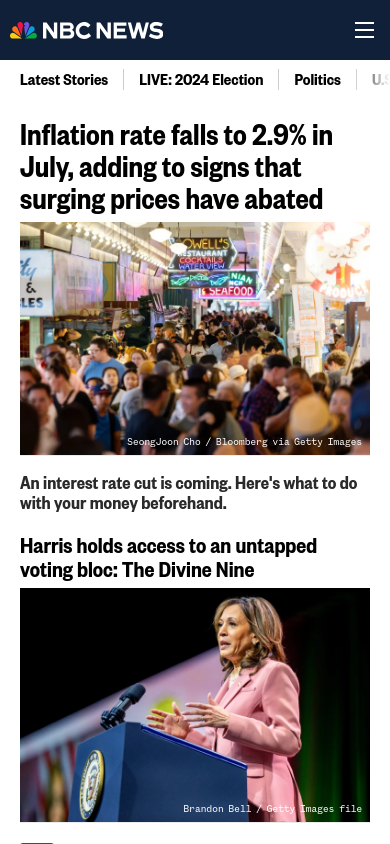 NBC NEWS
Latest Stories
LIVE: 2024 Election
Politics
Inflation rate falls to 2.9% in
July, adding to signs that
surging prices have abated
OWELL'S
RESTAURANT
COCKTAILS
WATER VIEW
SEAFOOD
SeongJoon Cho / Bloomberg via Getty Images
An interest rate cut is coming. Here's what to do
with your money beforehand.
Harris holds access to an untapped
voting bloc: The Divine Nine
Brandon Bell / Getty Images file